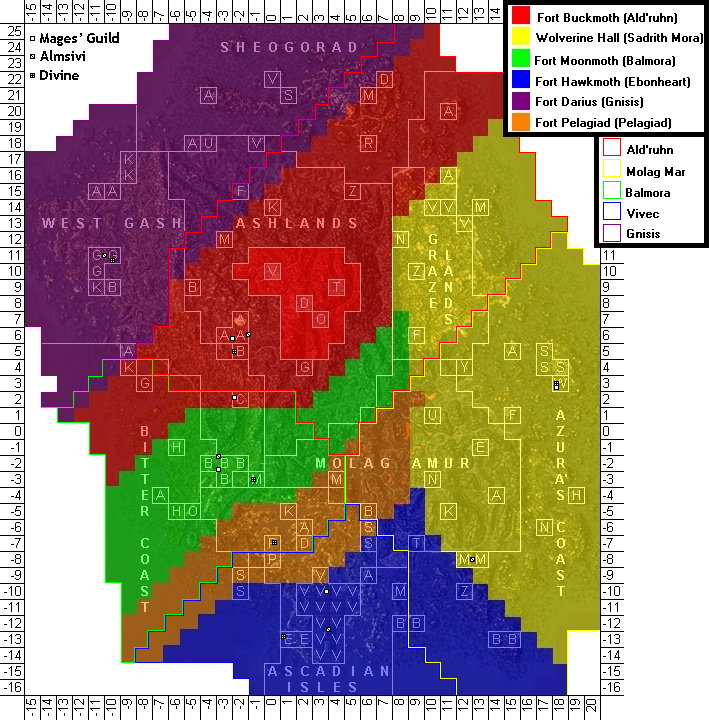 -15 -14 -13 -12 -11 -10 -9 -8 -7 -6 -5 -4 -3 -2 -1 0 1 2 3 4 5 6 7 8 9 10 11 12 13 14
Fort Buckmoth (Ald'ruhn)
Wolverine Hall (Sadrith Mora)
Fort Moonmoth (Balmora)
Fort Hawkmoth (Ebonheart)
Fort Darius (Gnisis)
Fort Pelagiad (Pelagiad)
Ald'ruhn
Molag Mar
Balmora
Vivec
Gnisis
Mages' Guild
Almsivi
Divine
25
24 SHEOGORAD
23
22 V D
21 A S M
20 A
19
18 A U V R
17 K
16 K A
15 A A F Z
14 K V V M
13 WEST GASH ASHLANDS V
12 M N
11 G G 11
10 G V Z 10
9 K B B T 9
8 D 8
7 A O 7
6 A A F 6
5 A B A S 5
4 K G Y S S 4
3 G V 3
2 C 2
1 U F 1
0 0
-1 H E -1
-2 B B B MOLAG AMUR -2
-3 B B M N -3
-4 A A H -4
-5 H O K B K -5
-6 A S N -6
-7 D S T -7
-8 P M M -8
-9 S V A -9
-10 S V V V V M Z -10
-11 V V V V -11
-12 V V B B -12
-13 E E V V B B -13
-14 V V -14
-15 ASCADIAN -15
-16 ISLES -16
GRAZE
LANDS
BITTER COAST
AZURA'S COAST
-15 -14 -13 -12 -11 -10 -9 -8 -7 -6 -5 -4 -3 -2 -1 0 1 2 3 4 5 6 7 8 9 10 11 12 13 14 15 16 17 18 19 20